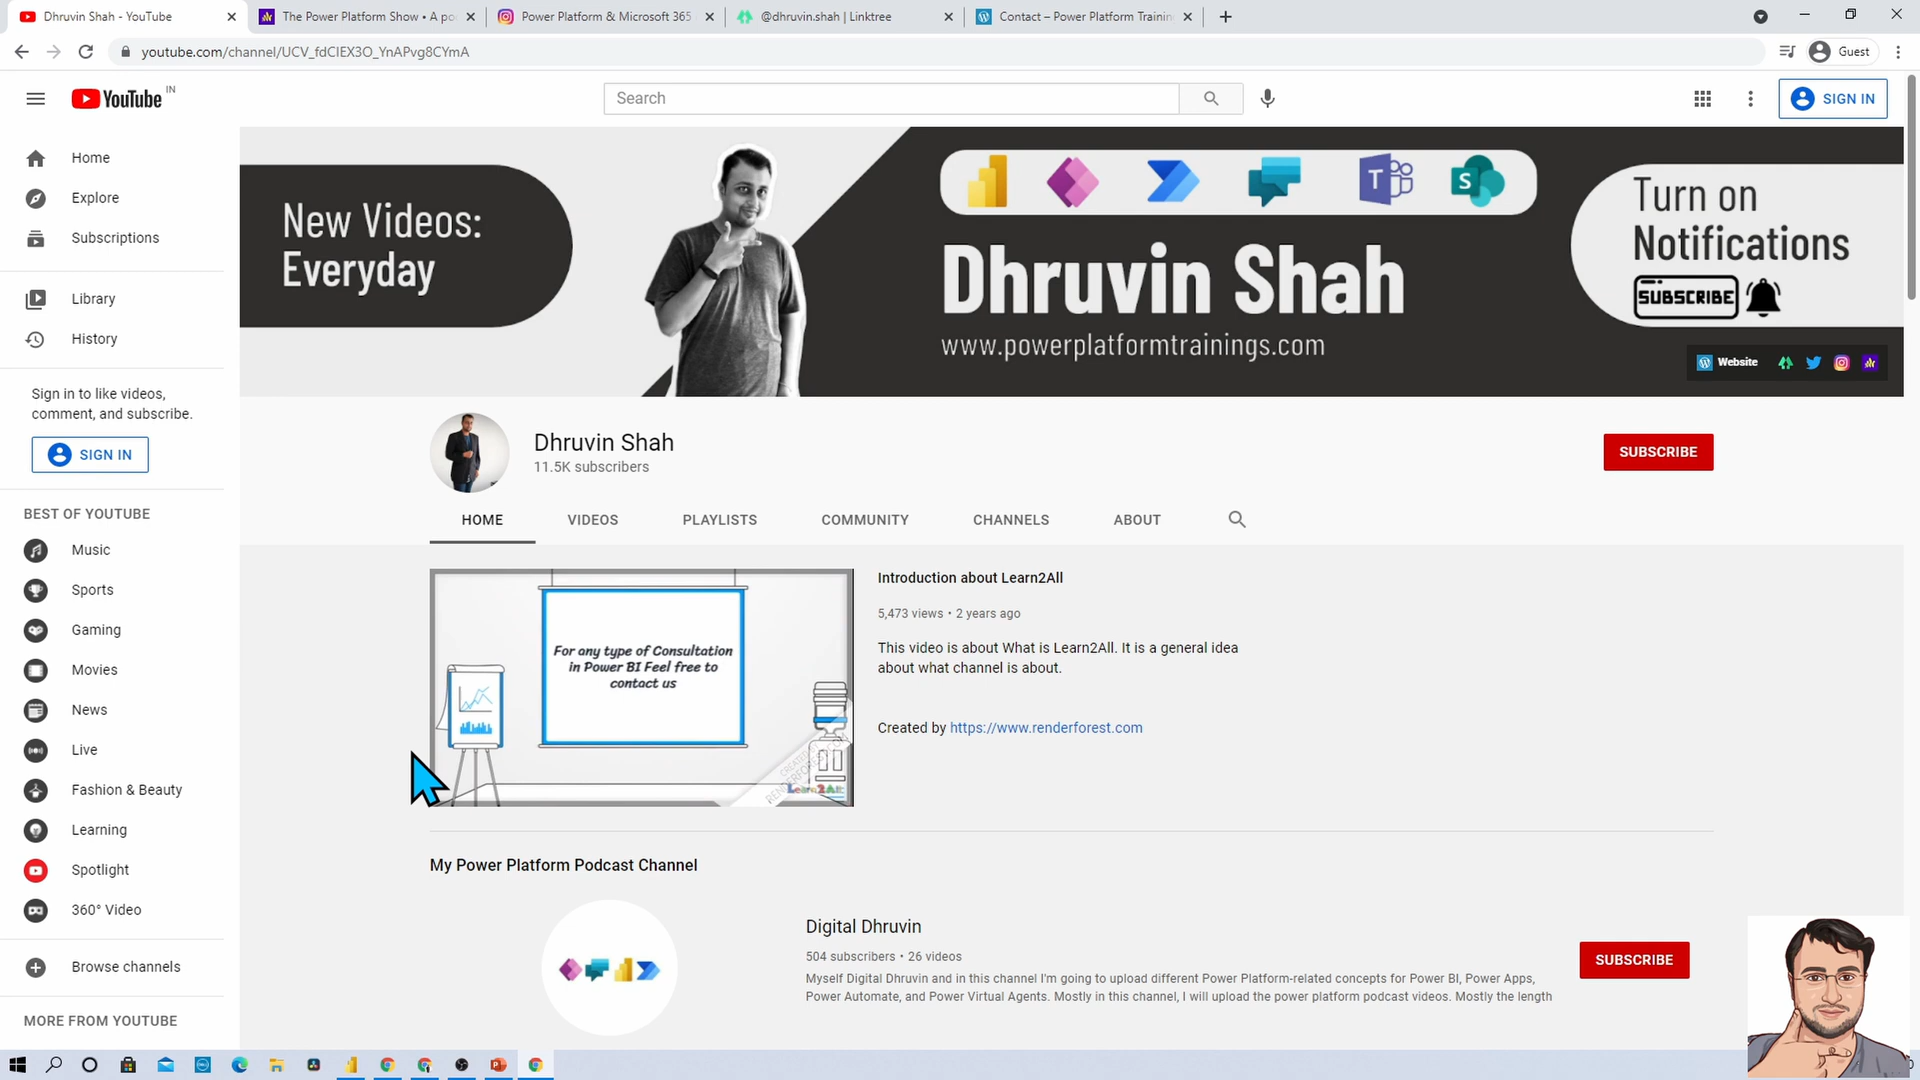 Dhruvin Shah - YouTube
The Power Platform Show • A po
Power Platform & Microsoft 365
@dhruvin.shah | Linktree
Contact – Power Platform Trainin
youtube.com/channel/UCV_fdCIEX3O_YnAPvg8CYmA
Guest
YouTube IN
Search
SIGN IN
Home
Explore
Subscriptions
Library
History
Sign in to like videos,
comment, and subscribe.
SIGN IN
BEST OF YOUTUBE
Music
Sports
Gaming
Movies
News
Live
Fashion & Beauty
Learning
Spotlight
360° Video
Browse channels
MORE FROM YOUTUBE
New Videos:
Everyday
Dhruvin Shah
www.powerplatformtrainings.com
Turn on
Notifications
SUBSCRIBE
Website
Dhruvin Shah
11.5K subscribers
SUBSCRIBE
HOME
VIDEOS
PLAYLISTS
COMMUNITY
CHANNELS
ABOUT
For any type of Consultation
in Power BI Feel free to
contact us
Learn2All
Introduction about Learn2All
5,473 views • 2 years ago
This video is about What is Learn2All. It is a general idea
about what channel is about.
Created by https://www.renderforest.com
My Power Platform Podcast Channel
Digital Dhruvin
504 subscribers • 26 videos
Myself Digital Dhruvin and in this channel I'm going to upload different Power Platform-related concepts for Power BI, Power Apps,
Power Automate, and Power Virtual Agents. Mostly in this channel, I will upload the power platform podcast videos. Mostly the length
SUBSCRIBE